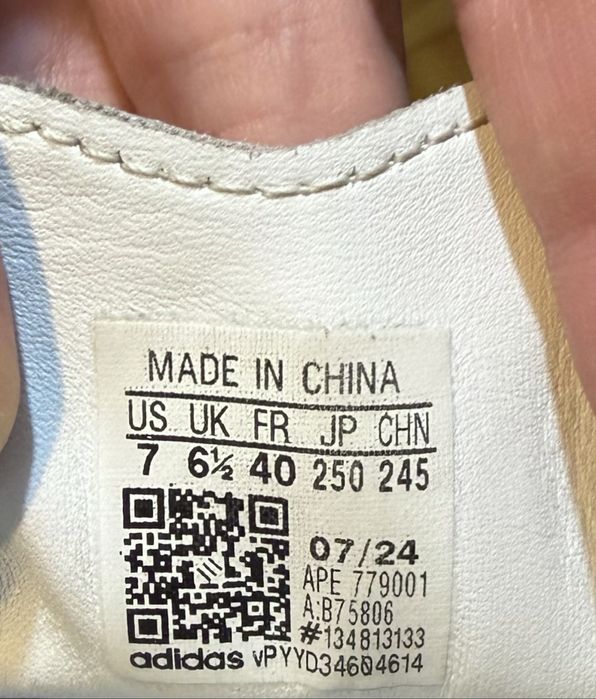 MADE IN CHINA
US UK FR JP CHN
7 6½ 40 250 245
07/24
APE 779001
A:B75806
#134813133
adidas vPYYD34604614